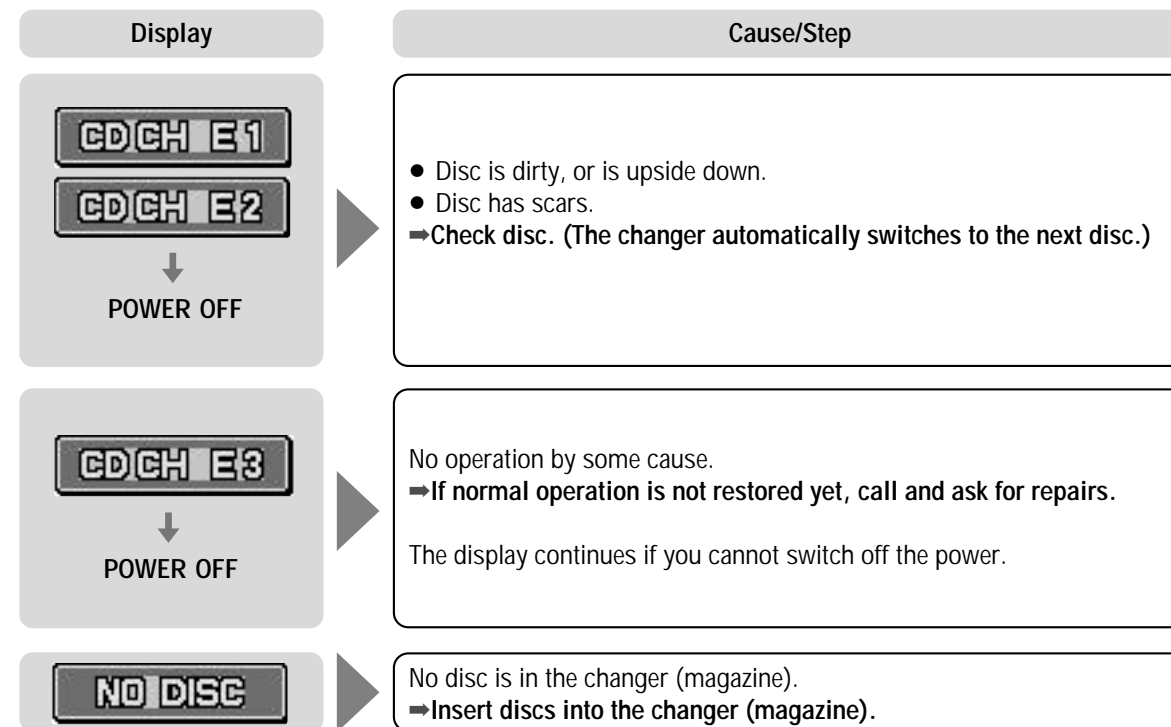 Display
Cause/Step
CD CH E1
CD CH E2
POWER OFF
● Disc is dirty, or is upside down.
● Disc has scars.
➡Check disc. (The changer automatically switches to the next disc.)
CD CH E3
POWER OFF
No operation by some cause.
➡If normal operation is not restored yet, call and ask for repairs.
The display continues if you cannot switch off the power.
NO DISC
No disc is in the changer (magazine).
➡Insert discs into the changer (magazine).